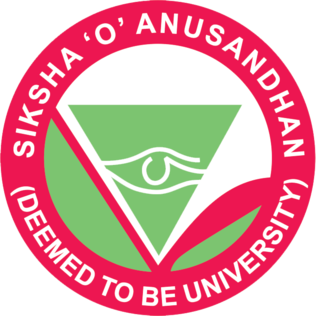 SIKSHA 'O' ANUSANDHAN
(DEEMED TO BE UNIVERSITY)